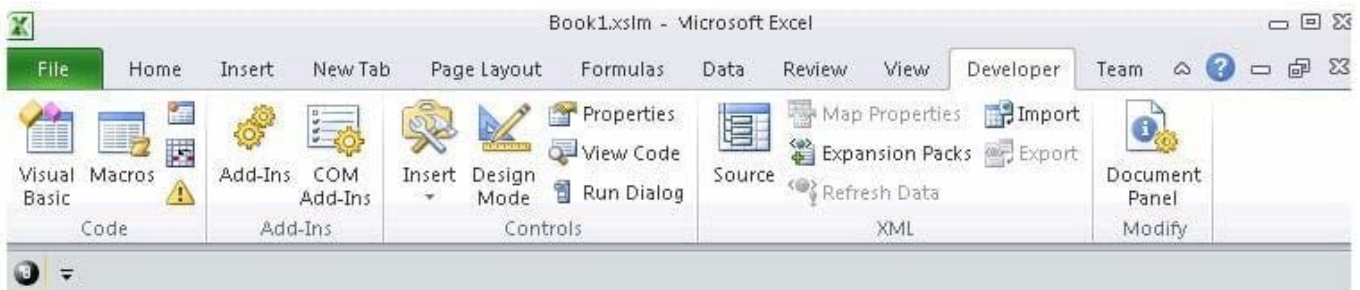 Book1.xslm - Microsoft Excel
File Home Insert New Tab Page Layout Formulas Data Review View Developer Team
Properties Map Properties Import
View Code Expansion Packs Export
Visual Basic Macros Add-Ins COM Add-Ins Insert Design Mode Run Dialog Source Refresh Data Document Panel
Code Add-Ins Controls XML Modify